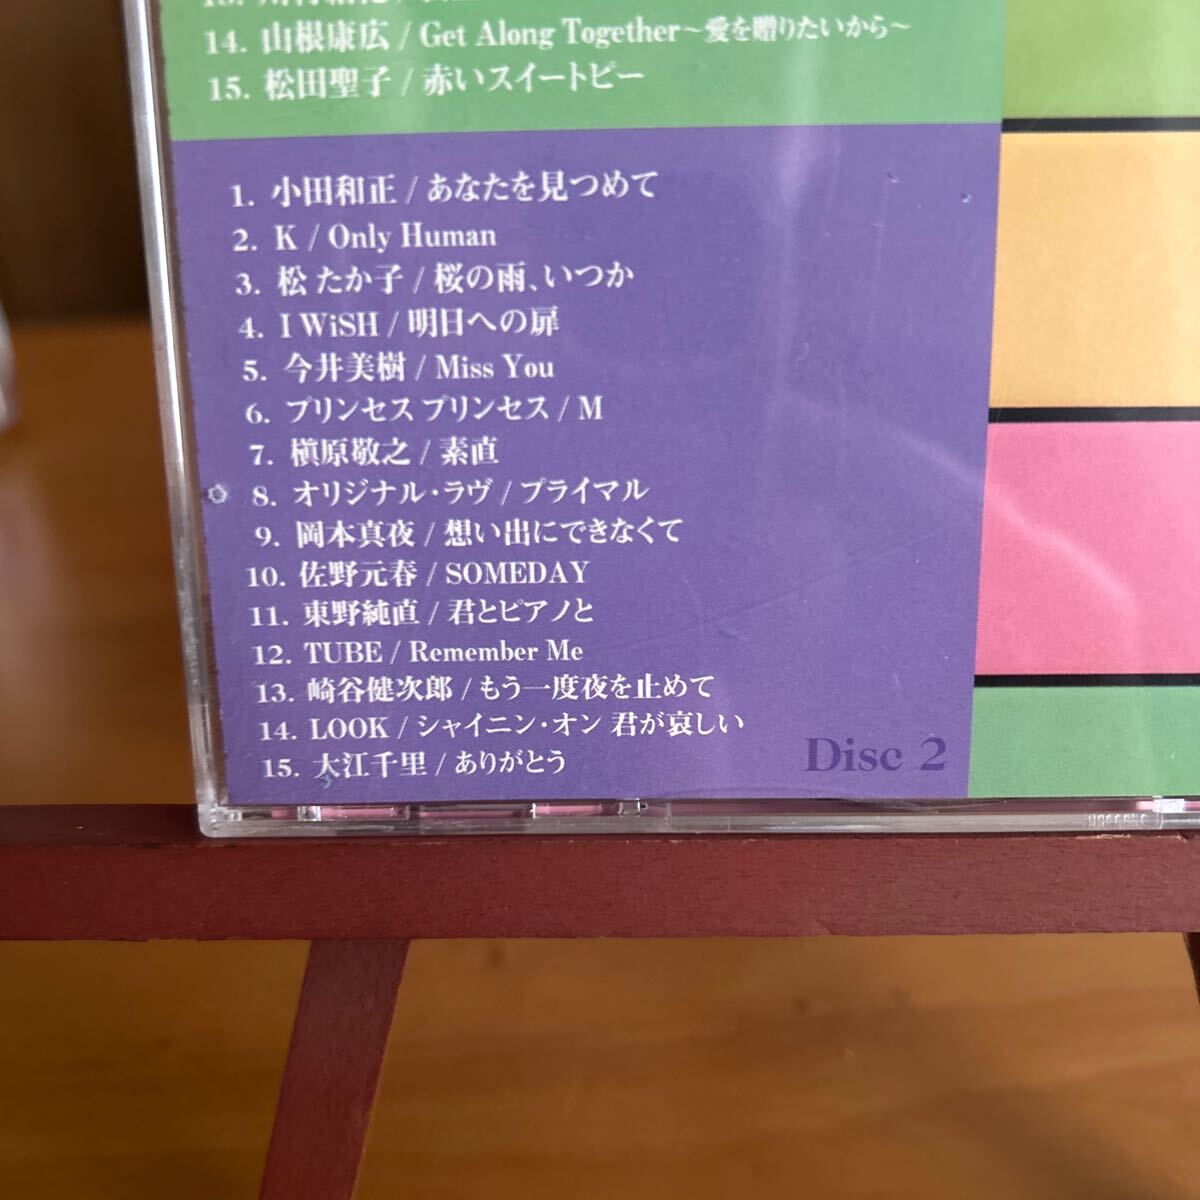 14. 山根康広 / Get Along Together〜愛を贈りたいから〜
15. 松田聖子 / 赤いスイートピー
1. 小田和正 / あなたを見つめて
2. K / Only Human
3. 松 たか子 / 桜の雨、いつか
4. I WiSH / 明日への扉
5. 今井美樹 / Miss You
6. プリンセス プリンセス / M
7. 槇原敬之 / 素直
8. オリジナル・ラヴ / プライマル
9. 岡本真夜 / 想い出にできなくて
10. 佐野元春 / SOMEDAY
11. 東野純直 / 君とピアノと
12. TUBE / Remember Me
13. 崎谷健次郎 / もう一度夜を止めて
14. LOOK / シャイニン・オン 君が哀しい
15. 大江千里 / ありがとう
Disc 2